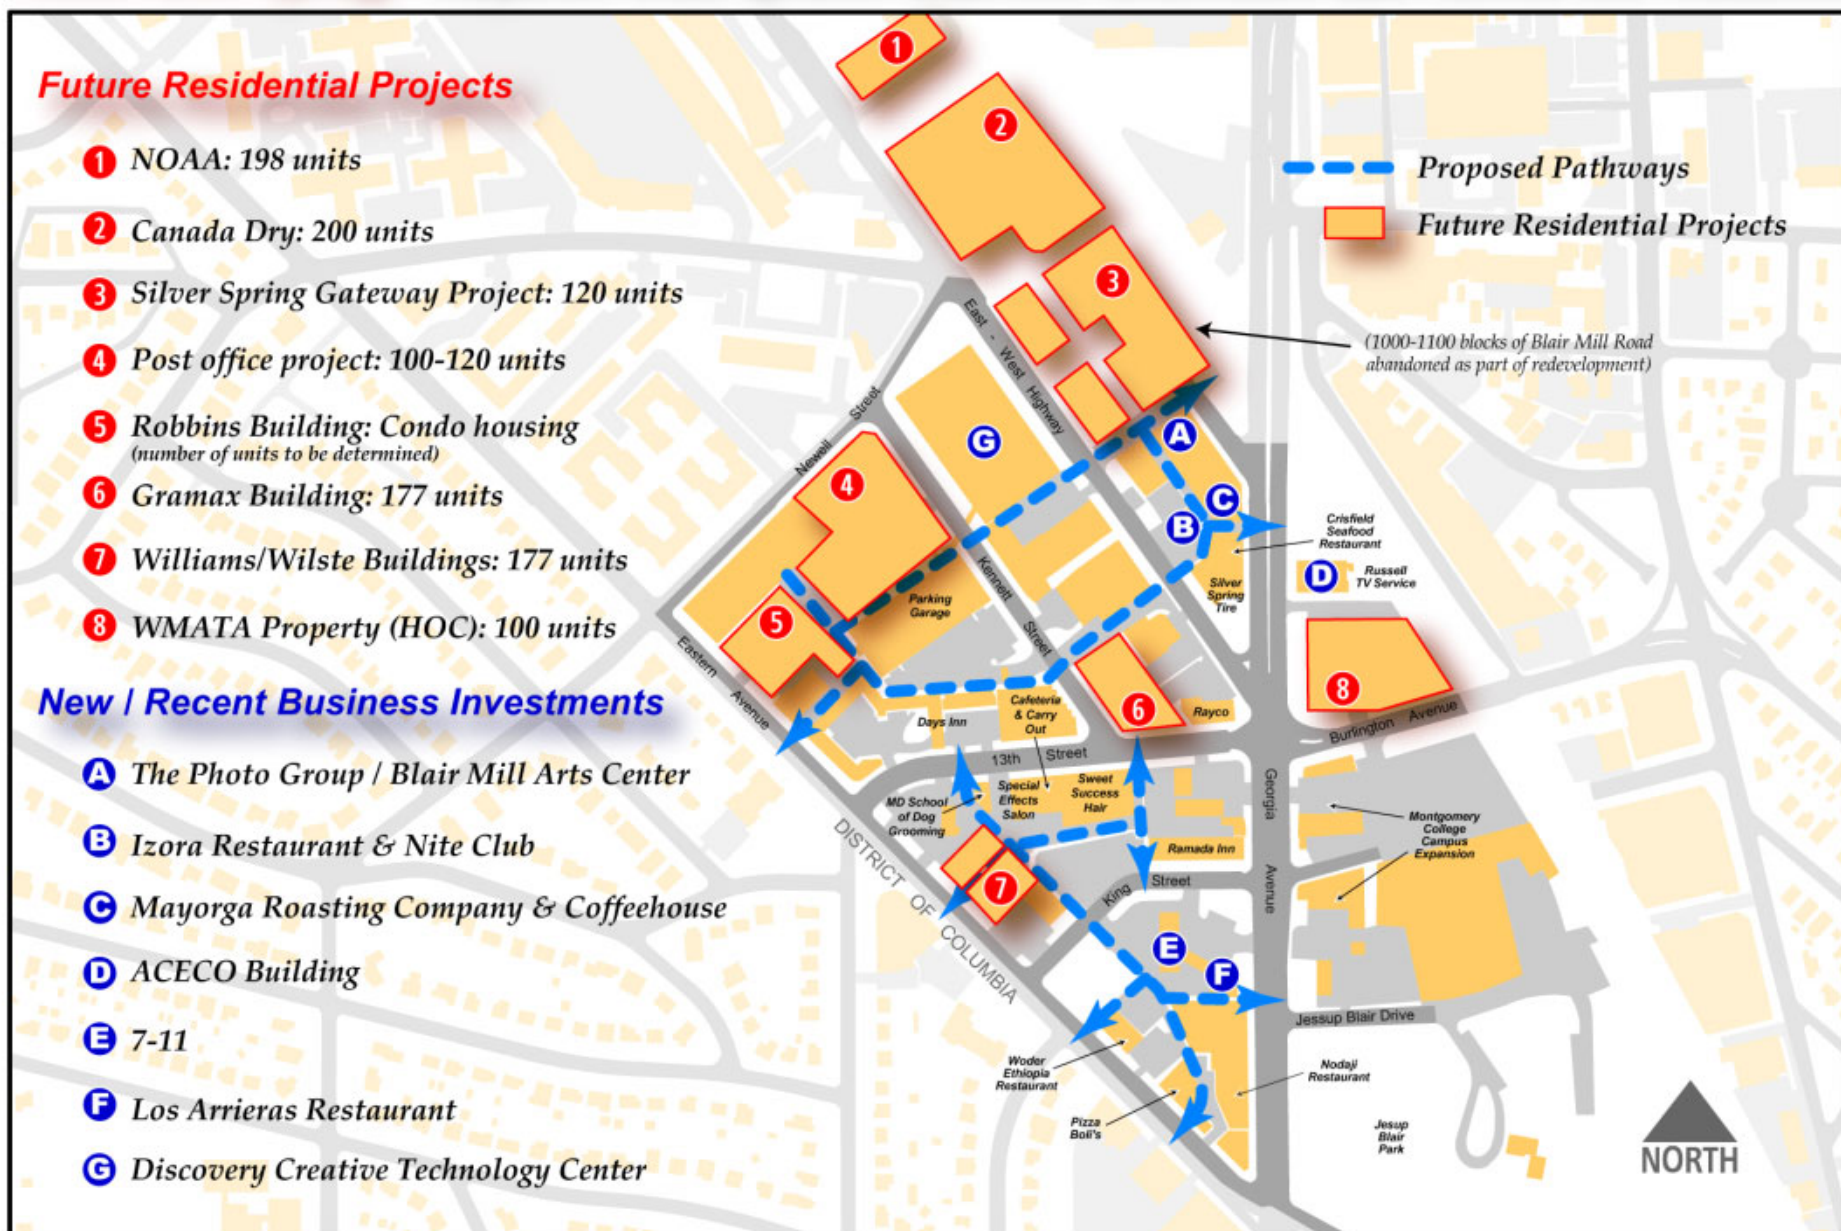 Future Residential Projects
1 NOAA: 198 units
2 Canada Dry: 200 units
3 Silver Spring Gateway Project: 120 units
4 Post office project: 100-120 units
5 Robbins Building: Condo housing
(number of units to be determined)
6 Gramax Building: 177 units
7 Williams/Wilste Buildings: 177 units
8 WMATA Property (HOC): 100 units
New / Recent Business Investments
A The Photo Group / Blair Mill Arts Center
B Izora Restaurant & Nite Club
C Mayorga Roasting Company & Coffeehouse
D ACECO Building
E 7-11
F Los Arrieras Restaurant
G Discovery Creative Technology Center
Proposed Pathways
Future Residential Projects
(1000-1100 blocks of Blair Mill Road
abandoned as part of redevelopment)
1
2
3
East - West Highway
Newell Street
G
A
4
C
B
Crisfield
Seafood
Restaurant
D
Russell
TV Service
Silver
Spring
Tire
Kennett Street
Parking
Garage
5
Eastern Avenue
6
8
Rayco
Burlington Avenue
Cafeteria
& Carry
Out
Days Inn
13th Street
Georgia Avenue
MD School
of Dog
Grooming
Special
Effects
Salon
Sweet
Success
Hair
Ramada Inn
Montgomery
College
Campus
Expansion
7
King Street
DISTRICT OF COLUMBIA
E
F
Jessup Blair Drive
Woder
Ethiopia
Restaurant
Pizza
Boli's
Nodaji
Restaurant
Jesup
Blair
Park
NORTH